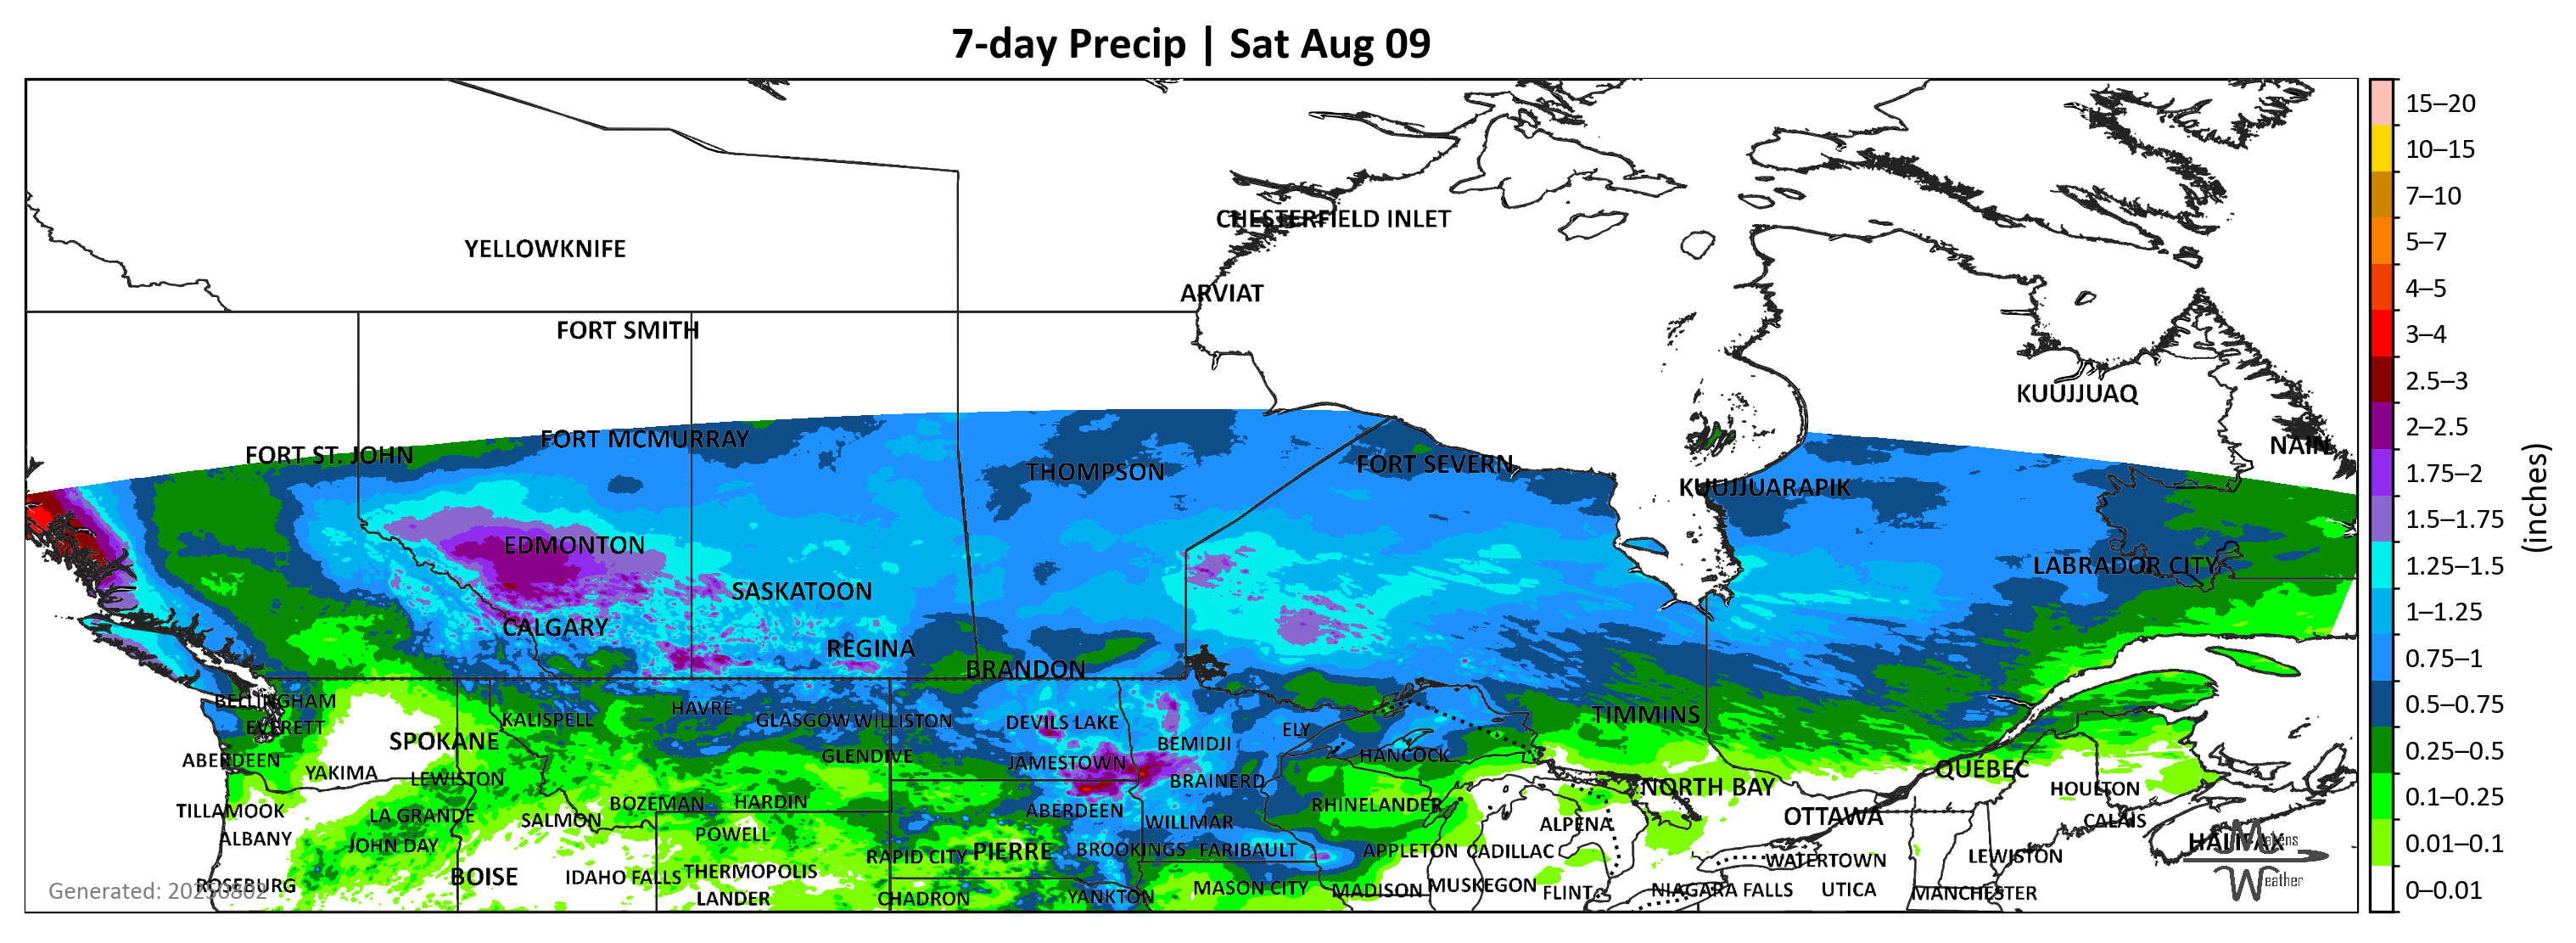 7-day Precip | Sat Aug 09
CHESTERFIELD INLET
YELLOWKNIFE
ARVIAT
FORT SMITH
KUUJJUAQ
FORT ST. JOHN
FORT MCMURRAY
NAIN
THOMPSON
FORT SEVERN
KUUJJUARAPIK
EDMONTON
LABRADOR CITY
SASKATOON
CALGARY
REGINA
BRANDON
BELLINGHAM
EVERETT
KALISPELL
HAVRE
GLASGOW
WILLISTON
DEVILS LAKE
ELY
TIMMINS
SPOKANE
BEMIDJI
ABERDEEN
GLENDIVE
JAMESTOWN
HANCOCK
YAKIMA
LEWISTON
BRAINERD
NORTH BAY
QUÉBEC
HOULTON
TILLAMOOK
LA GRANDE
BOZEMAN
HARDIN
ABERDEEN
RHINELANDER
SALMON
WILLMAR
ALPENA
OTTAWA
CALAIS
ALBANY
JOHN DAY
POWELL
HALIFAX
RAPID CITY
PIERRE
BROOKINGS
FARIBAULT
APPLETON
CADILLAC
WATERTOWN
LEWISTON
BOISE
IDAHO FALLS
THERMOPOLIS
ROSEBURG
MASON CITY
MADISON
MUSKEGON
FLINT
NIAGARA FALLS
UTICA
MANCHESTER
LANDER
CHADRON
YANKTON
Generated: 20250802
Weather
15–20
10–15
7–10
5–7
4–5
3–4
2.5–3
2–2.5
1.75–2
1.5–1.75
1.25–1.5
1–1.25
0.75–1
0.5–0.75
0.25–0.5
0.1–0.25
0.01–0.1
0–0.01
(inches)